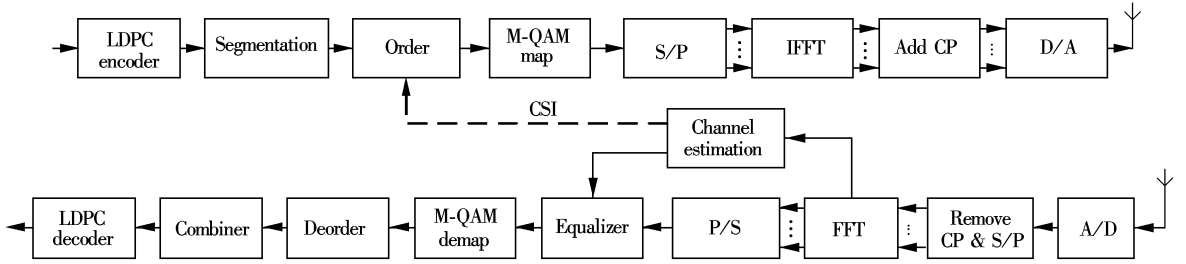 LDPC
encoder
Segmentation
Order
M-QAM
map
S/P
IFFT
Add CP
D/A
CSI
Channel
estimation
LDPC
decoder
Combiner
Deorder
M-QAM
demap
Equalizer
P/S
FFT
Remove
CP & S/P
A/D